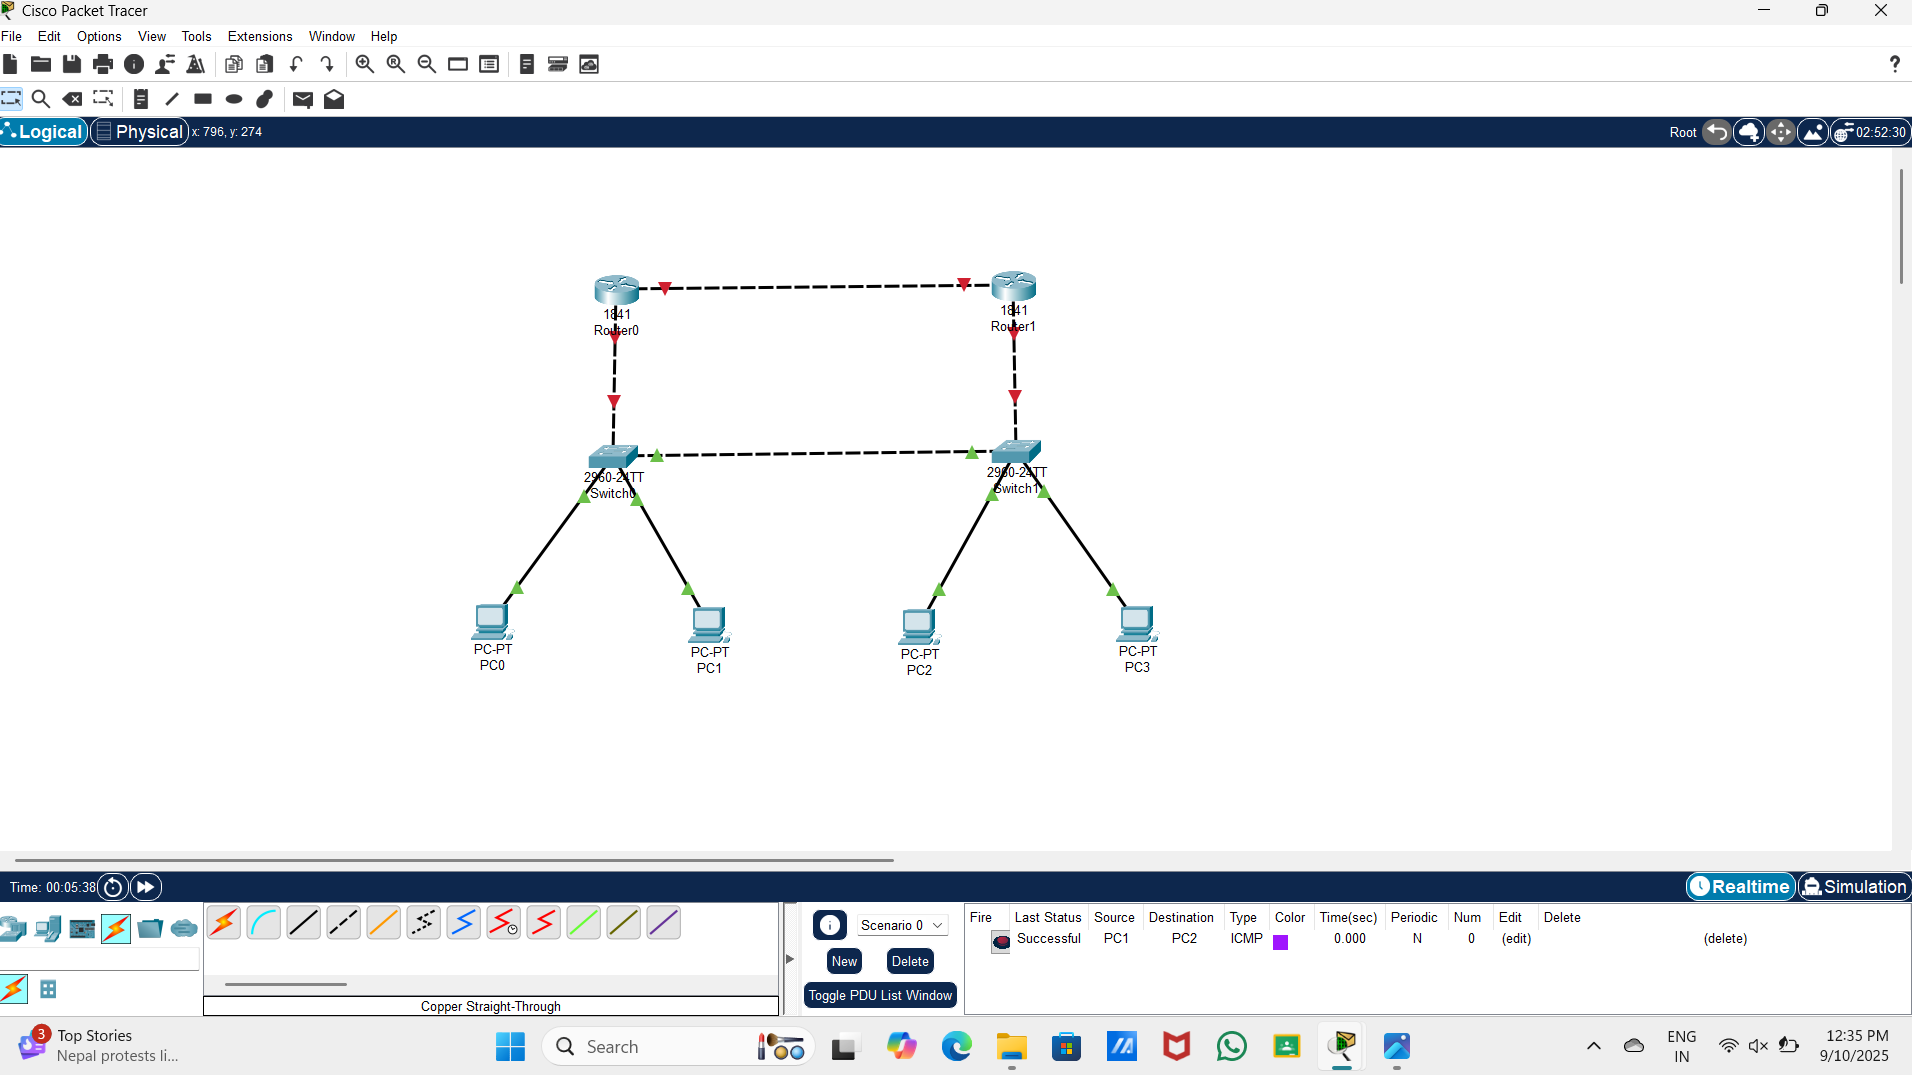 Cisco Packet Tracer
File Edit Options View Tools Extensions Window Help
Logical Physical x: 796, y: 274 Root 02:52:30
1841
Router0
1841
Router1
2960-24TT
Switch0
2960-24TT
Switch1
PC-PT
PC0
PC-PT
PC1
PC-PT
PC2
PC-PT
PC3
Time: 00:05:38 Realtime Simulation
Scenario 0
New Delete
Toggle PDU List Window
Fire Last Status Source Destination Type Color Time(sec) Periodic Num Edit Delete
Successful PC1 PC2 ICMP 0.000 N 0 (edit) (delete)
Copper Straight-Through
3
Top Stories
Nepal protests li...
Search
ENG
IN
12:35 PM
9/10/2025